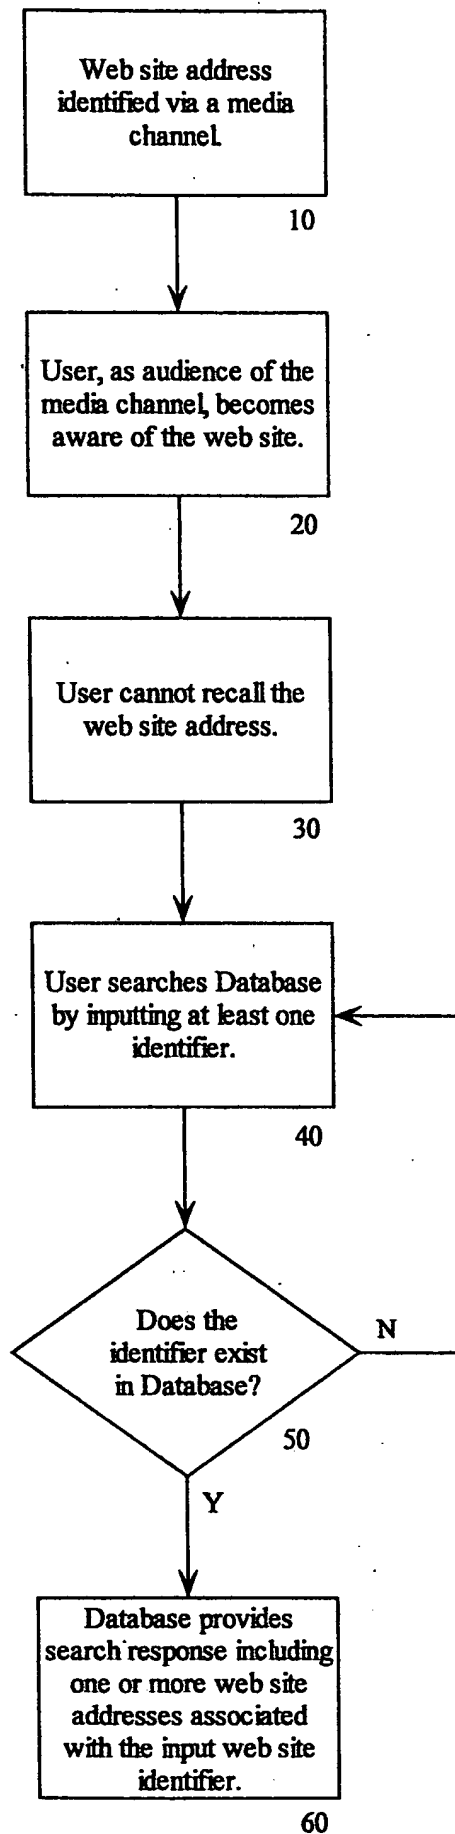 Web site address
identified via a media
channel.
10
User, as audience of the
media channel, becomes
aware of the web site.
20
User cannot recall the
web site address.
30
User searches Database
by inputting at least one
identifier.
40
Does the
identifier exist
in Database?
N
50
Y
Database provides
search response including
one or more web site
addresses associated
with the input web site
identifier.
60